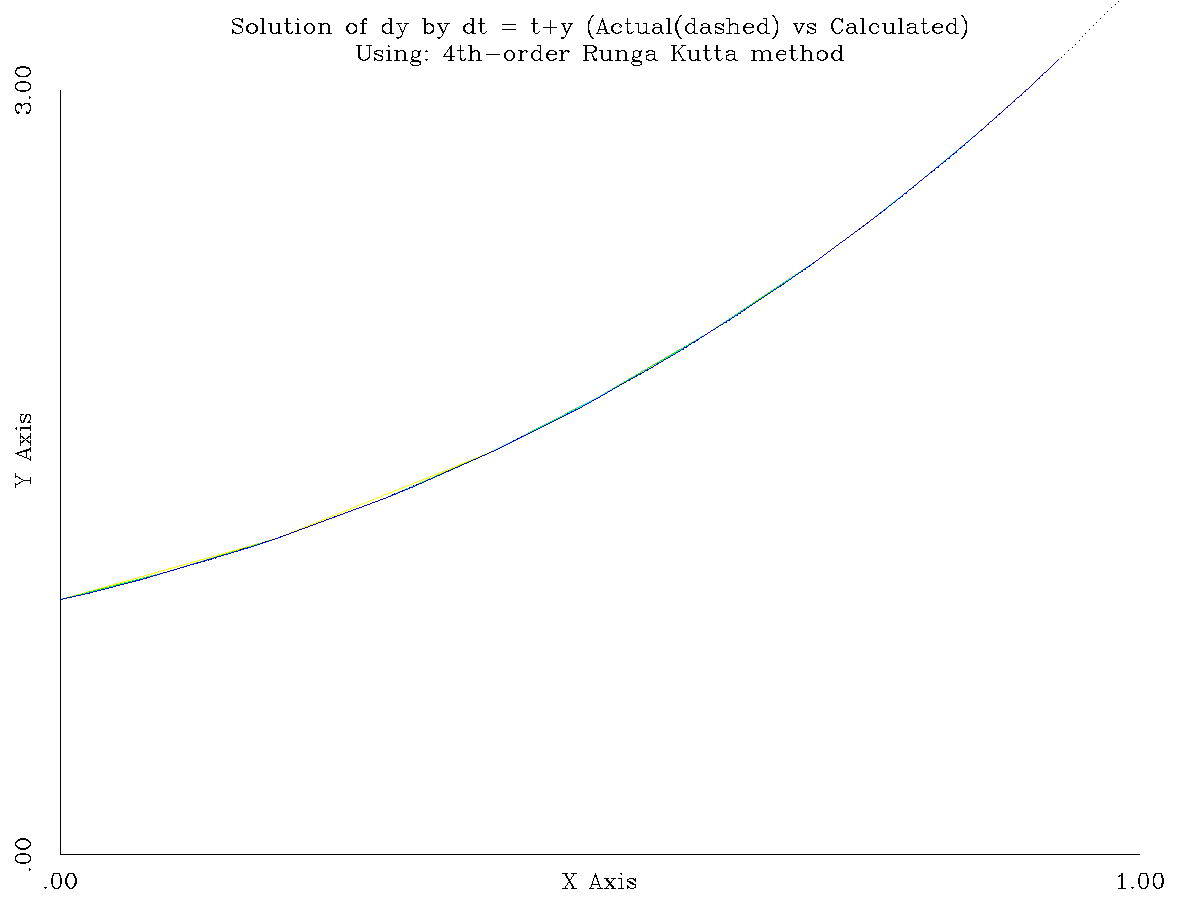 Solution of dy by dt = t+y (Actual(dashed) vs Calculated)
Using: 4th-order Runga Kutta method
3.00
Y Axis
.00
.00
X Axis
1.00